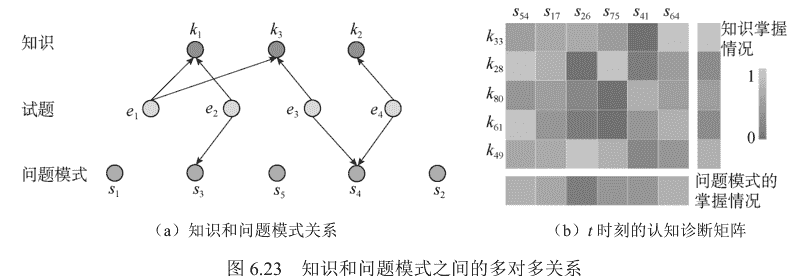 知识
k1 k3 k2
试题
e1 e2 e3 e4
问题模式
s1 s3 s5 s4 s2
(a) 知识和问题模式关系
s54 s17 s26 s75 s41 s64
k33
k28
k80
k61
k49
知识掌握
情况
1
0
问题模式的
掌握情况
(b) t时刻的认知诊断矩阵
图 6.23 知识和问题模式之间的多对多关系